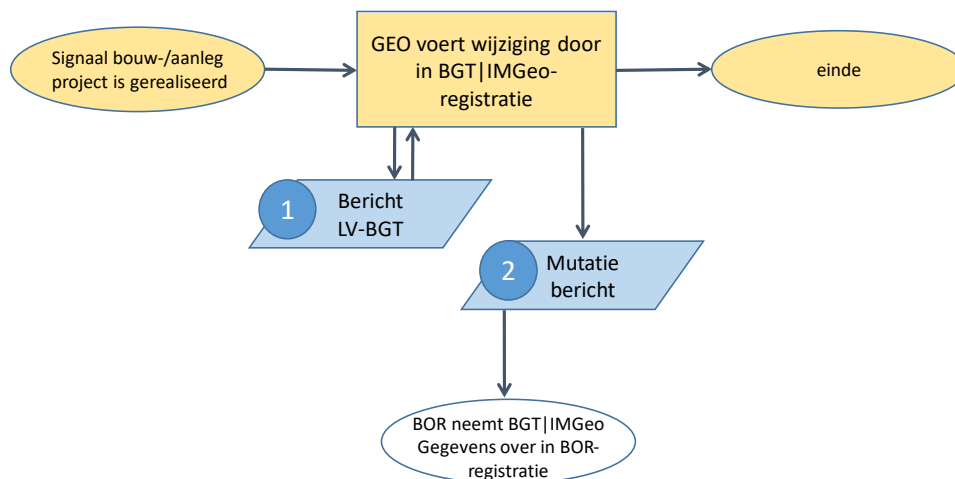 Signaal bouw-/aanleg
project is gerealiseerd
GEO voert wijziging door
in BGT|IMGeo-
registratie
einde
1
Bericht
LV-BGT
2
Mutatie
bericht
BOR neemt BGT|IMGeo
Gegevens over in BOR-
registratie